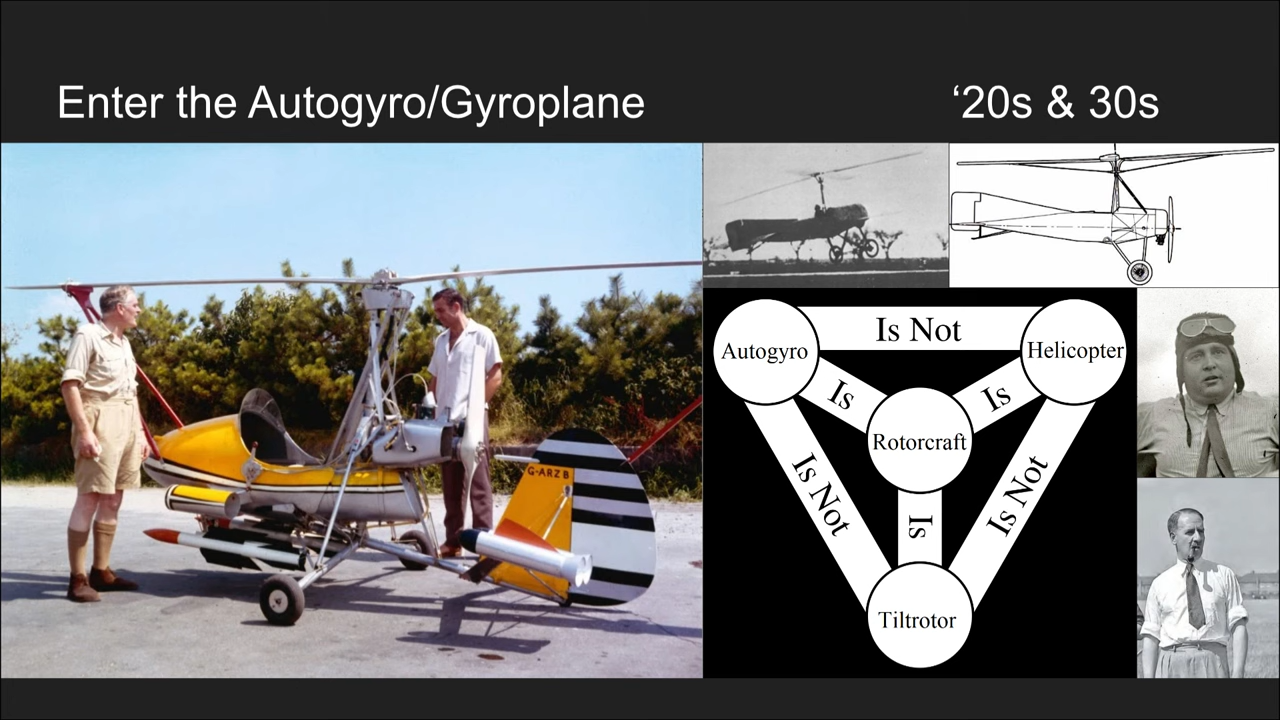 Enter the Autogyro/Gyroplane
‘20s & 30s
G-ARZB
Is Not
Autogyro
Helicopter
Is
Is
Rotorcraft
Is Not
Is
Is Not
Tiltrotor